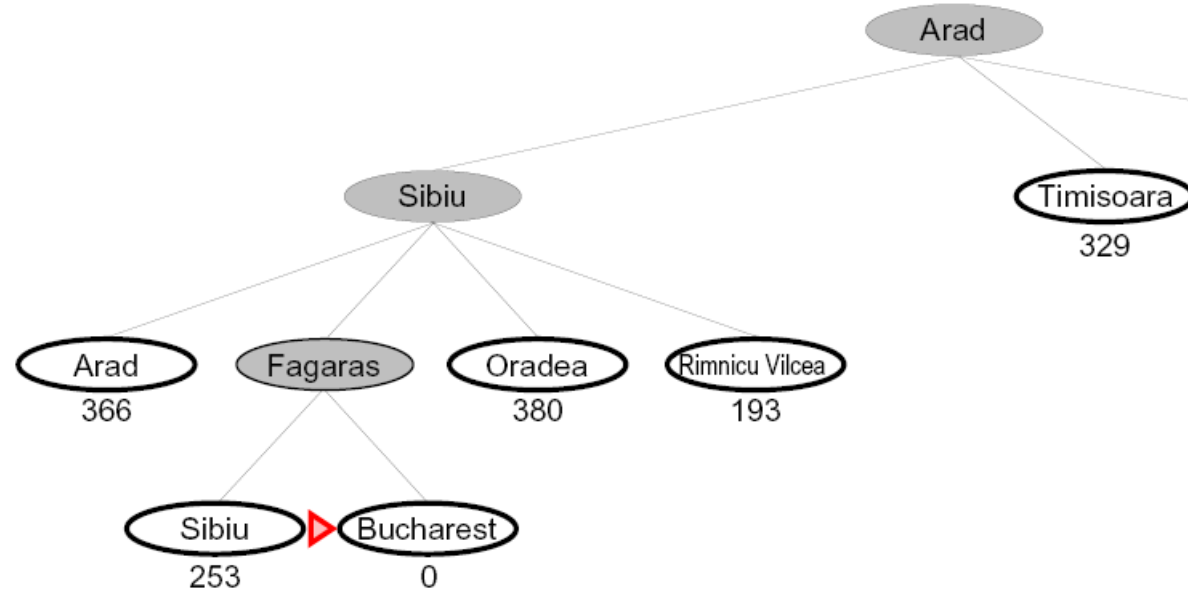 Arad
Sibiu
Timisoara
329
Arad
Fagaras
Oradea
Rimnicu Vilcea
366
380
193
Sibiu
Bucharest
253
0